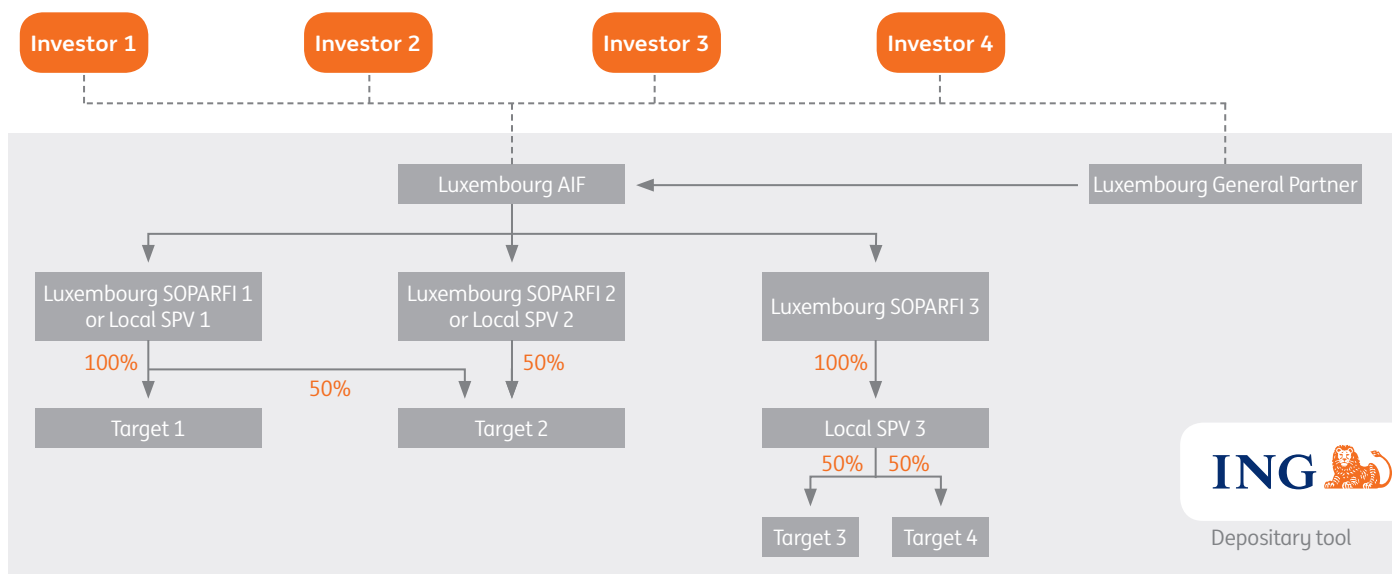 Investor 1
Investor 2
Investor 3
Investor 4
Luxembourg AIF
Luxembourg General Partner
Luxembourg SOPARFI 1
or Local SPV 1
Luxembourg SOPARFI 2
or Local SPV 2
Luxembourg SOPARFI 3
100%
50%
50%
100%
Target 1
Target 2
Local SPV 3
50%
50%
Target 3
Target 4
ING
Depositary tool